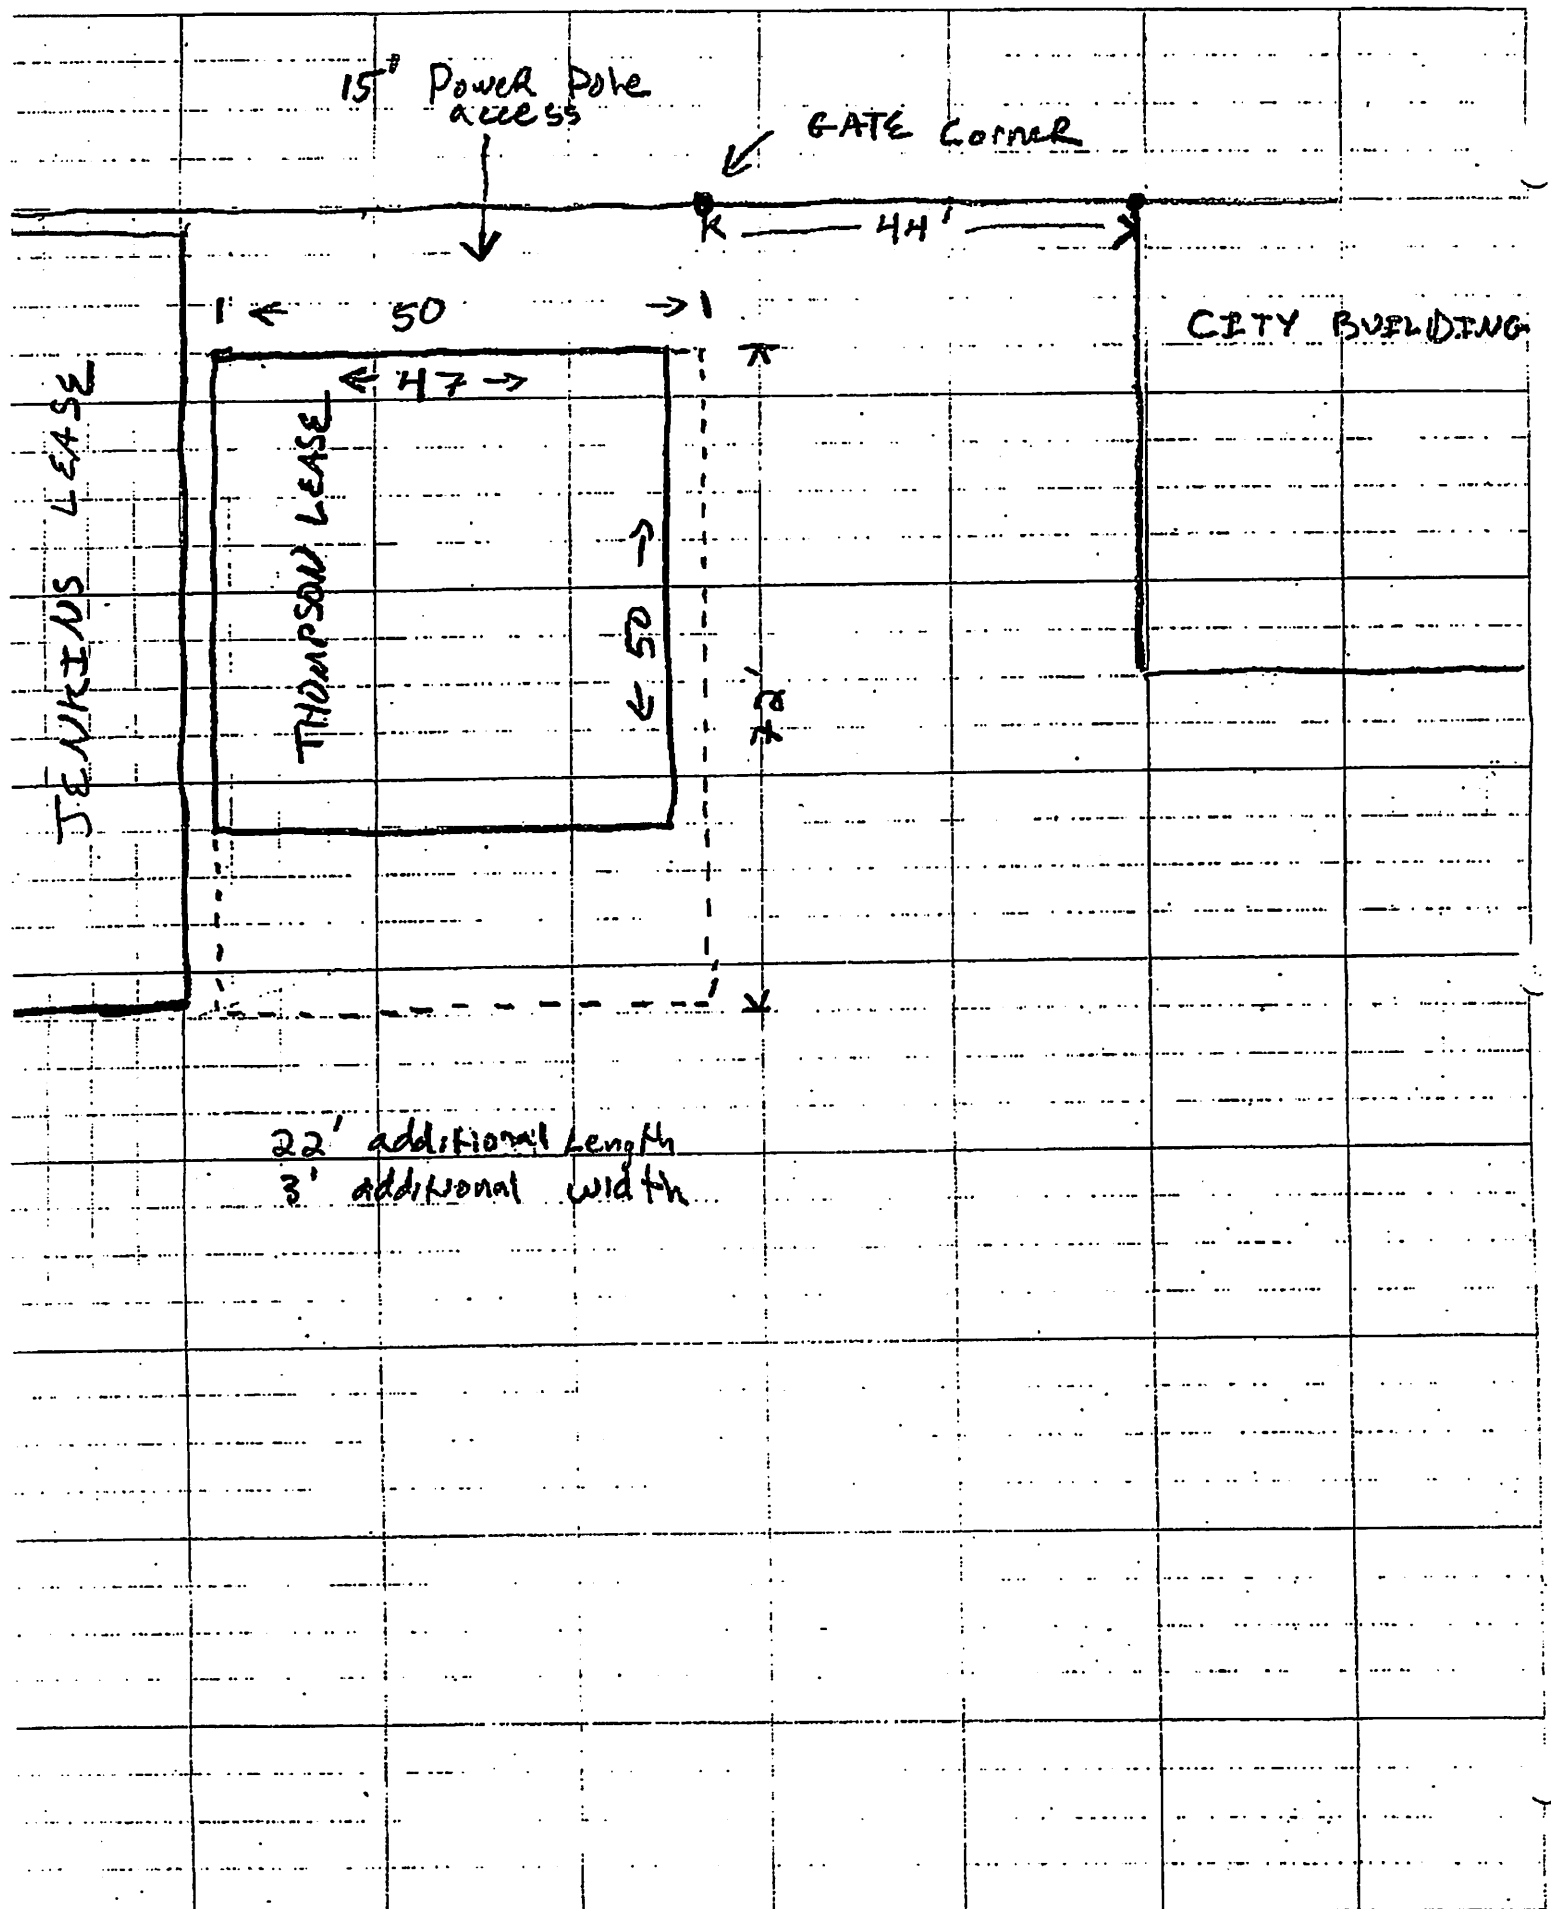 15' Power Pole
access
GATE Corner
44'
50
CITY BUILDING
47
JENKINS LEASE
THOMPSON LEASE
50
72'
22' additional Length
3' additional width